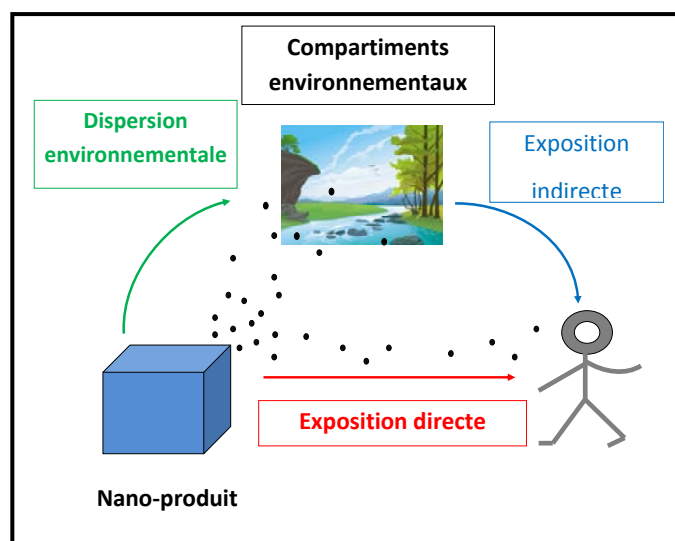 Compartiments
environnementaux
Dispersion
environnementale
Exposition
indirecte
Exposition directe
Nano-produit